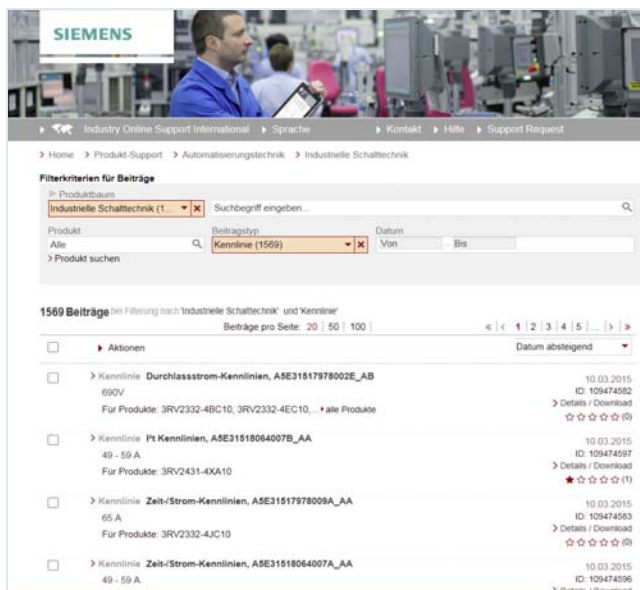 SIEMENS
Industry Online Support International Sprache Kontakt Hilfe Support Request
Home Produkt-Support Automatisierungstechnik Industrielle Schalttechnik
Filterkriterien für Beiträge
Produktbaum
Industrielle Schalttechnik (1... Suchbegriff eingeben...
Produkt Beitragstyp Datum
Alle Kennlinie (1569) Von Bis
Produkt suchen
1569 Beiträge bei Filterung nach 'Industrielle Schalttechnik' und 'Kennlinie'
Beiträge pro Seite: 20 | 50 | 100 | « | < 1 | 2 | 3 | 4 | 5 | ... | > | »
Aktionen Datum absteigend
Kennlinie Durchlassstrom-Kennlinien, A5E31517978002E_AB 10.03.2015
690V ID: 109474582
Für Produkte: 3RV2332-4BC10, 3RV2332-4EC10,... alle Produkte Details / Download
(0)
Kennlinie I²t Kennlinien, A5E31518064007B_AA 10.03.2015
49 - 59 A ID: 109474597
Für Produkte: 3RV2431-4XA10 Details / Download
(1)
Kennlinie Zeit-/Strom-Kennlinien, A5E31517978009A_AA 10.03.2015
65 A ID: 109474583
Für Produkte: 3RV2332-4JC10 Details / Download
(0)
Kennlinie Zeit-/Strom-Kennlinien, A5E31518064007A_AA 10.03.2015
49 - 59 A ID: 109474596